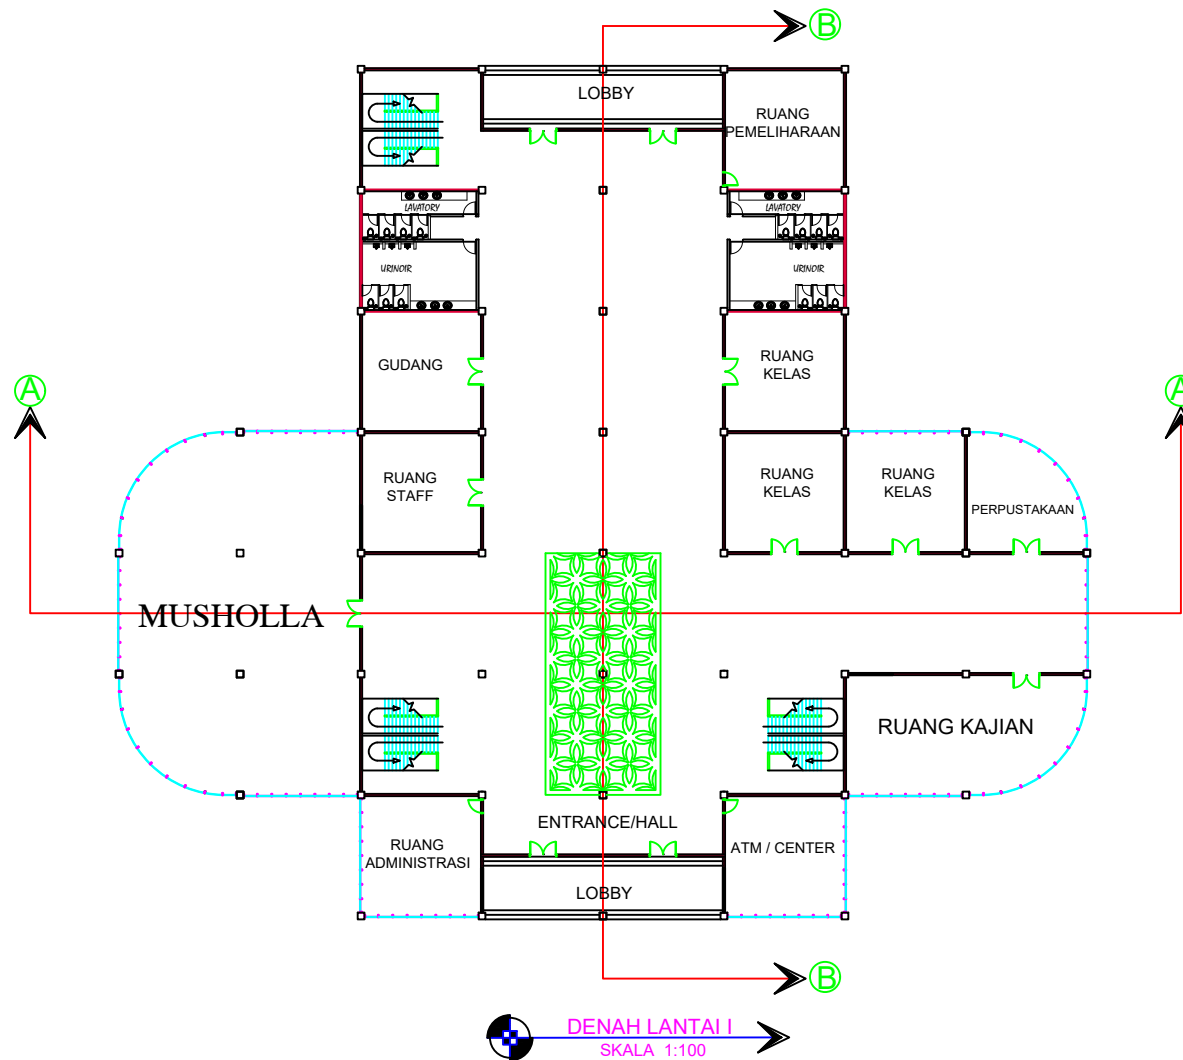 B
LOBBY
RUANG
PEMELIHARAAN
LAVATORY
LAVATORY
URINOIR
URINOIR
GUDANG
RUANG
KELAS
A
A
RUANG
STAFF
RUANG
KELAS
RUANG
KELAS
PERPUSTAKAAN
MUSHOLLA
RUANG KAJIAN
ENTRANCE/HALL
RUANG
ADMINISTRASI
ATM / CENTER
LOBBY
B
DENAH LANTAI I
SKALA 1:100